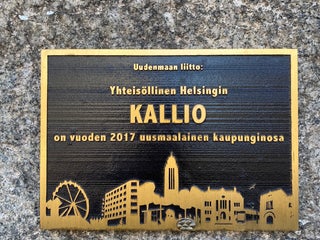 Uudenmaan liitto:
Yhteisöllinen Helsingin
KALLIO
on vuoden 2017 uusmaalainen kaupunginosa